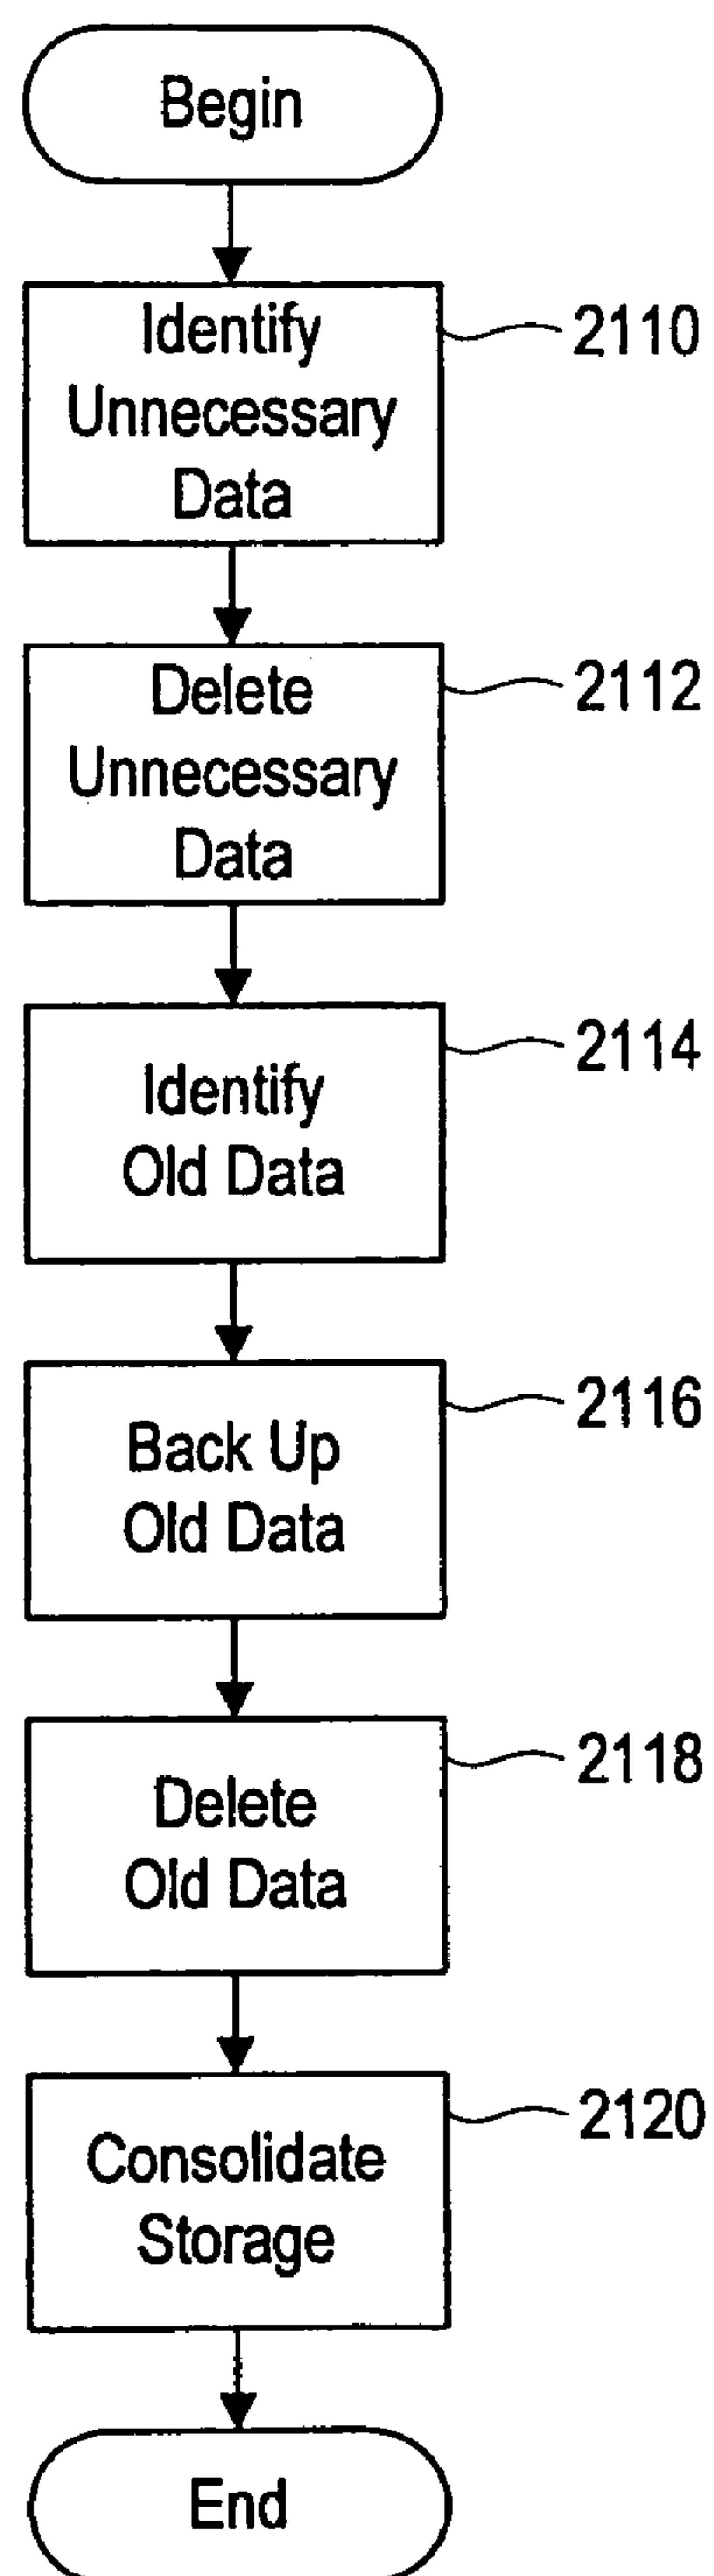 Begin
Identify
Unnecessary
Data
2110
Delete
Unnecessary
Data
2112
Identify
Old Data
2114
Back Up
Old Data
2116
Delete
Old Data
2118
Consolidate
Storage
2120
End